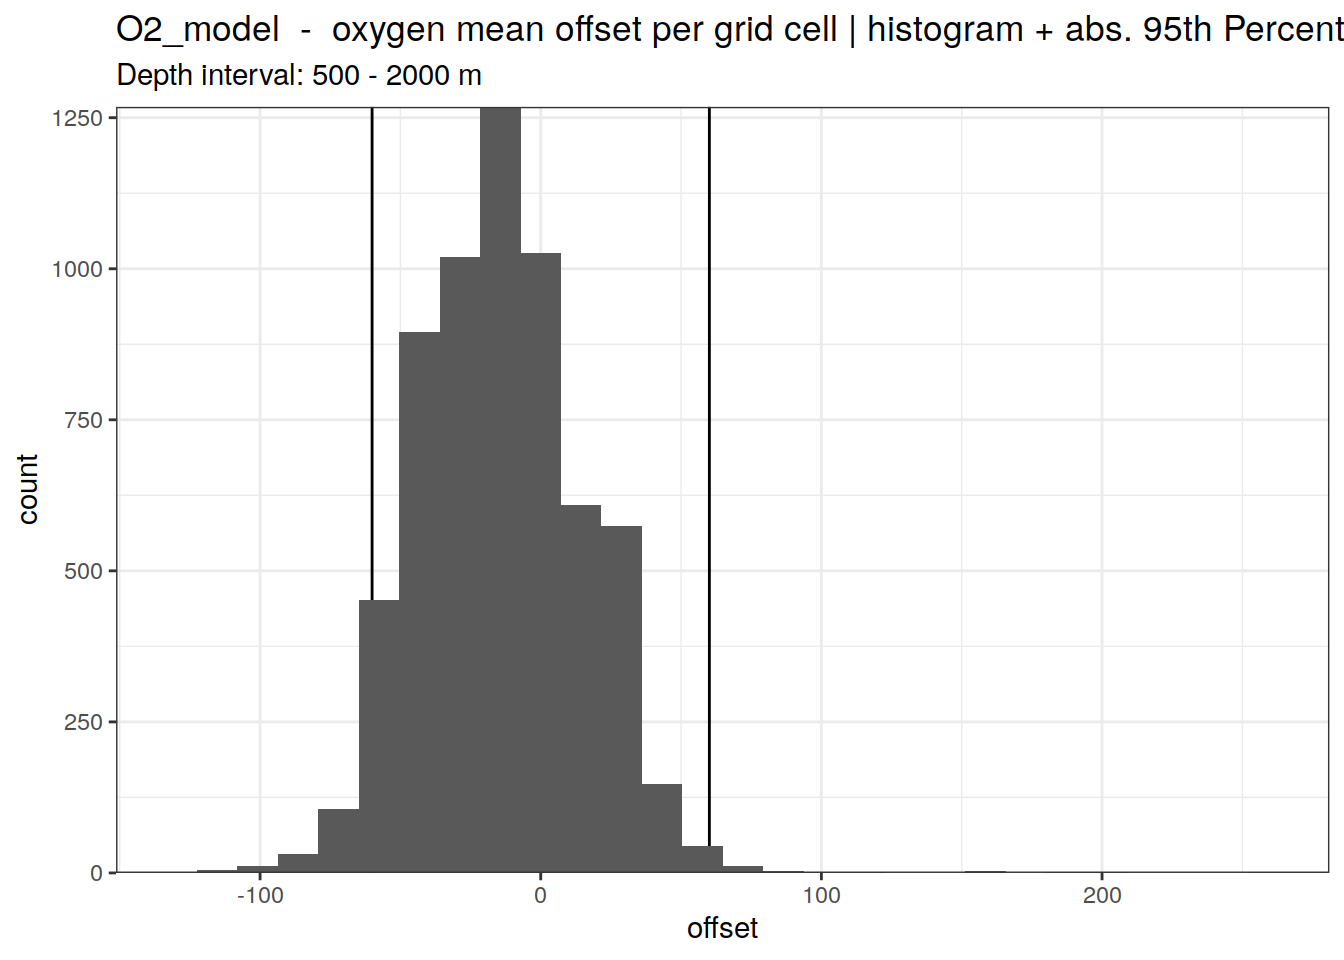 O2_model  -  oxygen mean offset per grid cell | histogram + abs. 95th Percent
Depth interval: 500 - 2000 m
1250
1000
750
500
250
0
count
-100 0 100 200
offset